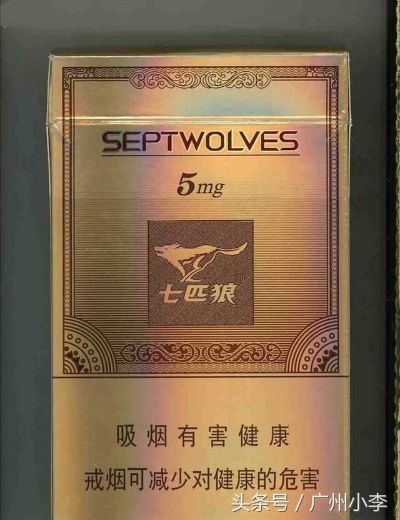 SEPTWOLVES
5mg
七匹狼
吸烟有害健康
戒烟可减少对健康的危害
头条号 / 广州小李